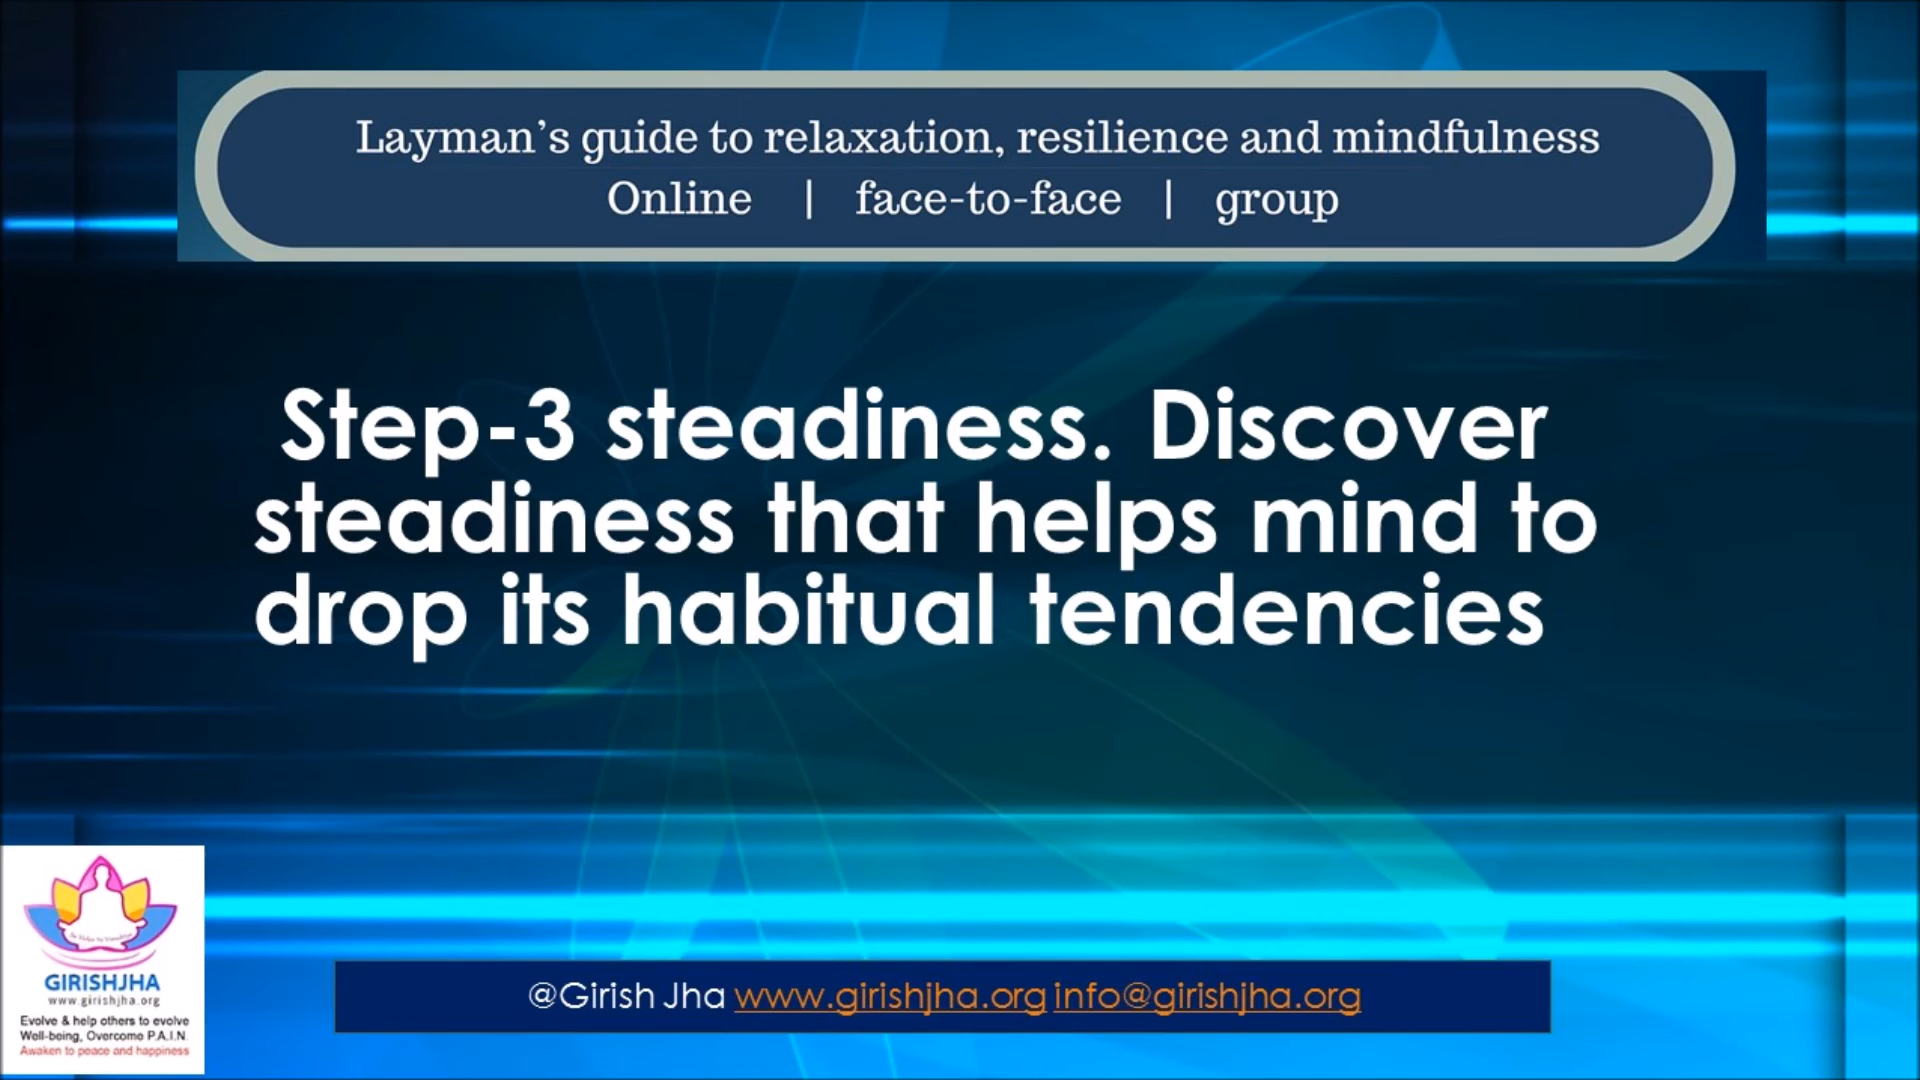 Layman’s guide to relaxation, resilience and mindfulness
Online | face-to-face | group
Step-3 steadiness. Discover
steadiness that helps mind to
drop its habitual tendencies
GIRISHJHA
www.girishjha.org
Evolve & help others to evolve
Well-being, Overcome P.A.I.N.
Awaken to peace and happiness
@Girish Jha www.girishjha.org info@girishjha.org